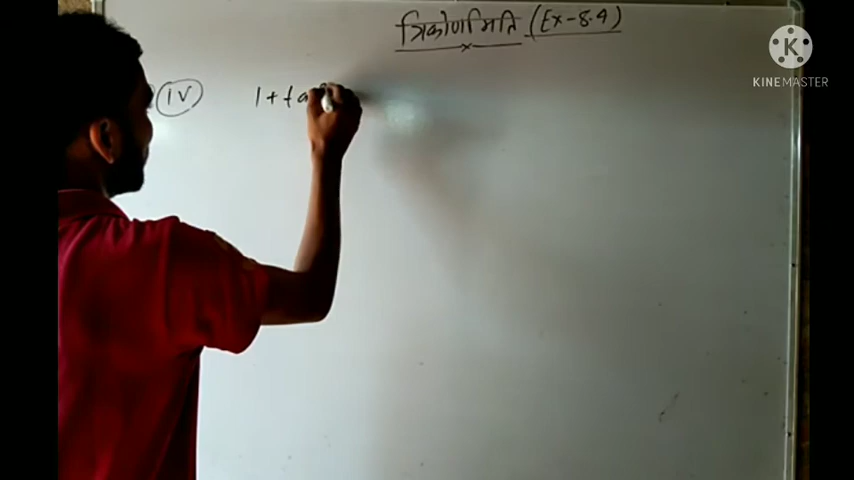 त्रिकोणमिति (Ex-8.4)
KINEMASTER
(iv) 1 + ta